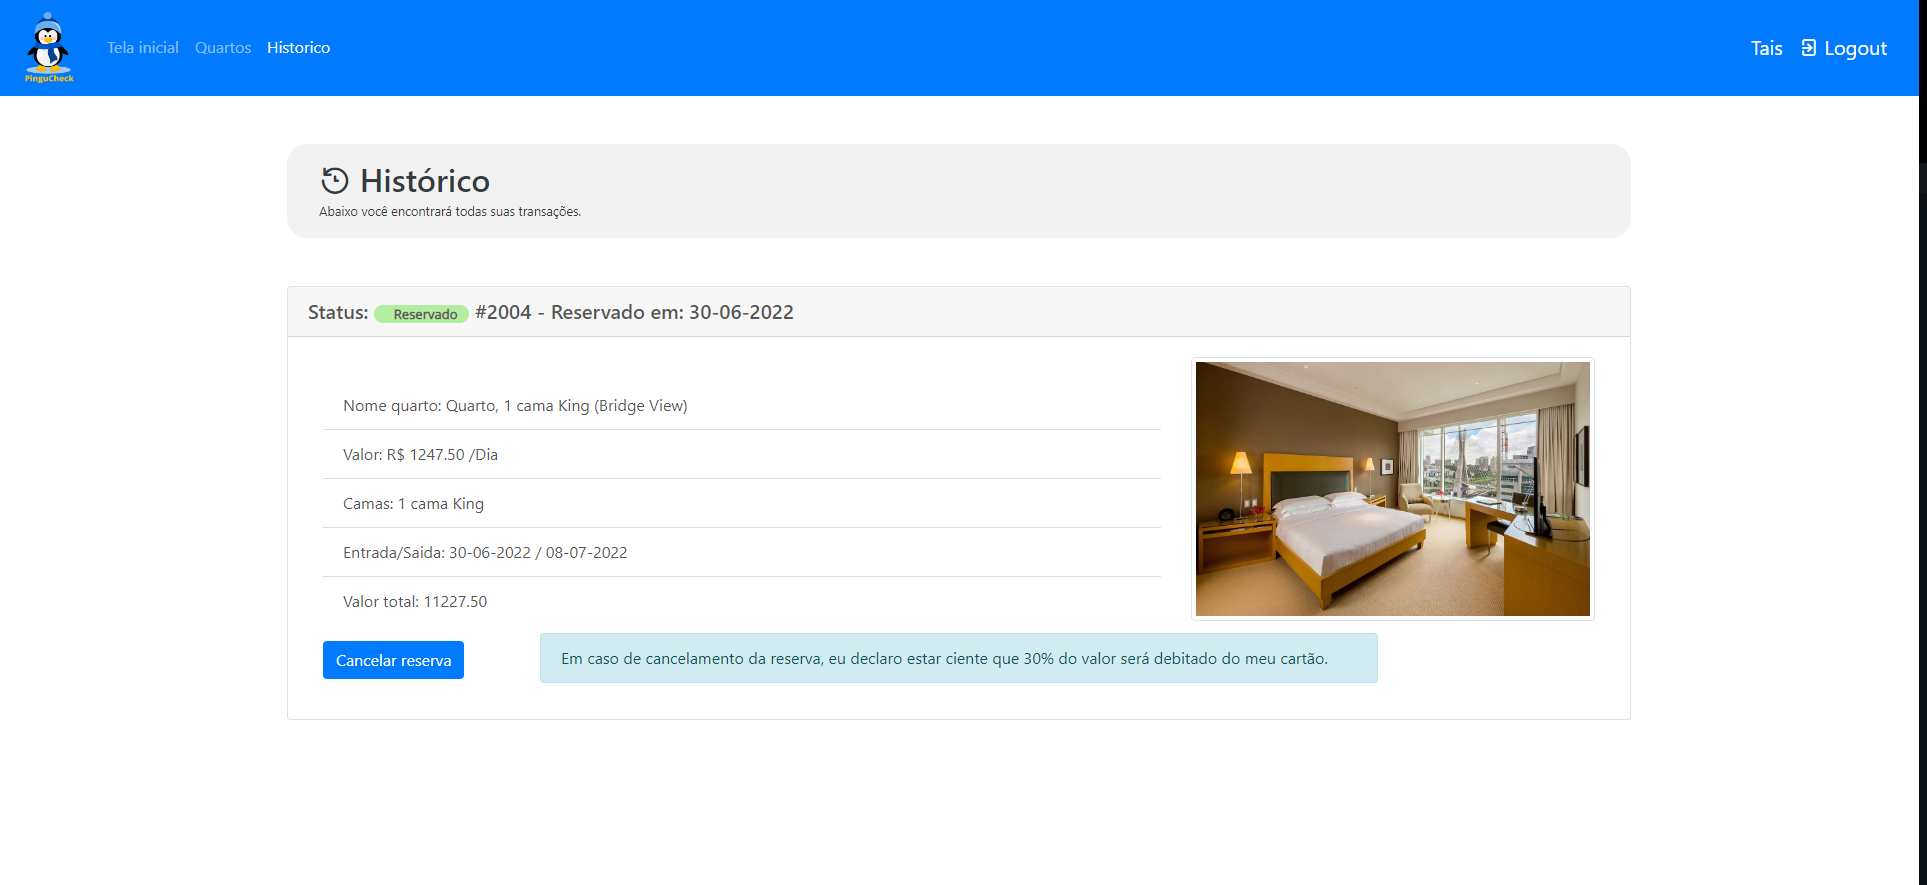 PinguCheck
Tela inicial Quartos Historico
Tais Logout
Histórico
Abaixo você encontrará todas suas transações.
Status: Reservado #2004 - Reservado em: 30-06-2022
Nome quarto: Quarto, 1 cama King (Bridge View)
Valor: R$ 1247.50 /Dia
Camas: 1 cama King
Entrada/Saida: 30-06-2022 / 08-07-2022
Valor total: 11227.50
Cancelar reserva
Em caso de cancelamento da reserva, eu declaro estar ciente que 30% do valor será debitado do meu cartão.